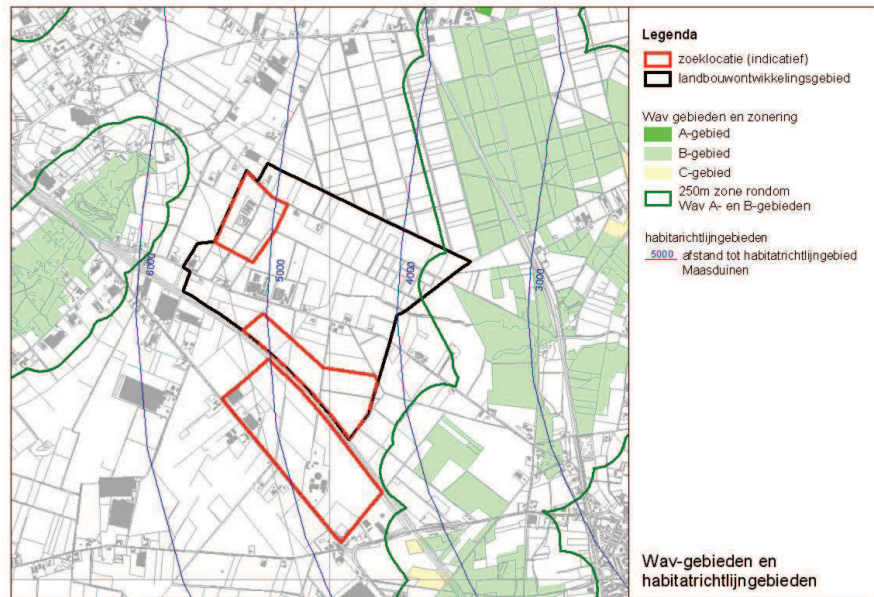 Legenda
zoeklocatie (indicatief)
landbouwontwikkelingsgebied
Wav gebieden en zonering
A-gebied
B-gebied
C-gebied
250m zone rondom
Wav A- en B-gebieden
habitarichtlijngebieden
5000 afstand tot habitatrichtlijngebied
Maasduinen
6000
5000
4000
3000
Wav-gebieden en
habitatrichtlijngebieden